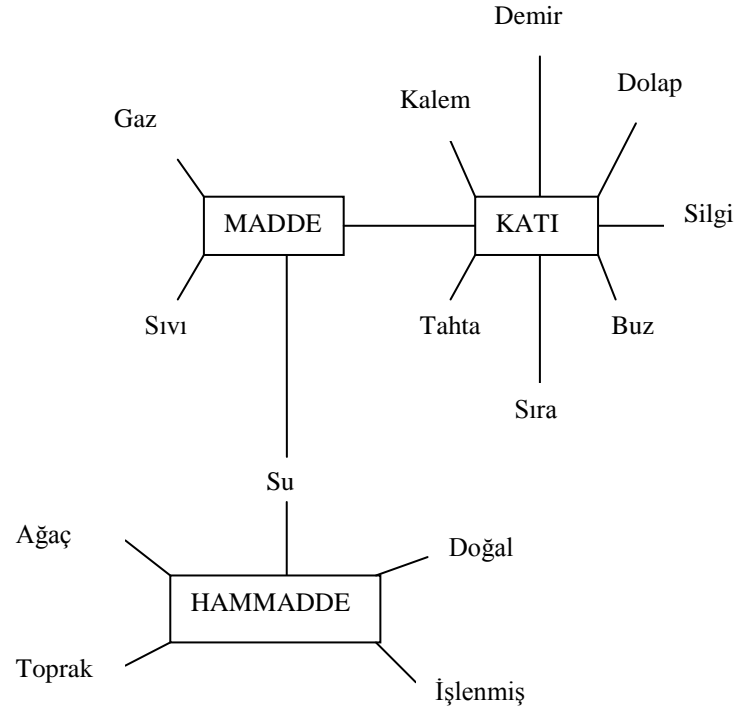 Demir
Dolap
Kalem
Gaz
MADDE
KATI
Silgi
Sıvı
Tahta
Buz
Sıra
Su
Ağaç
Doğal
HAMMADDE
Toprak
İşlenmiş